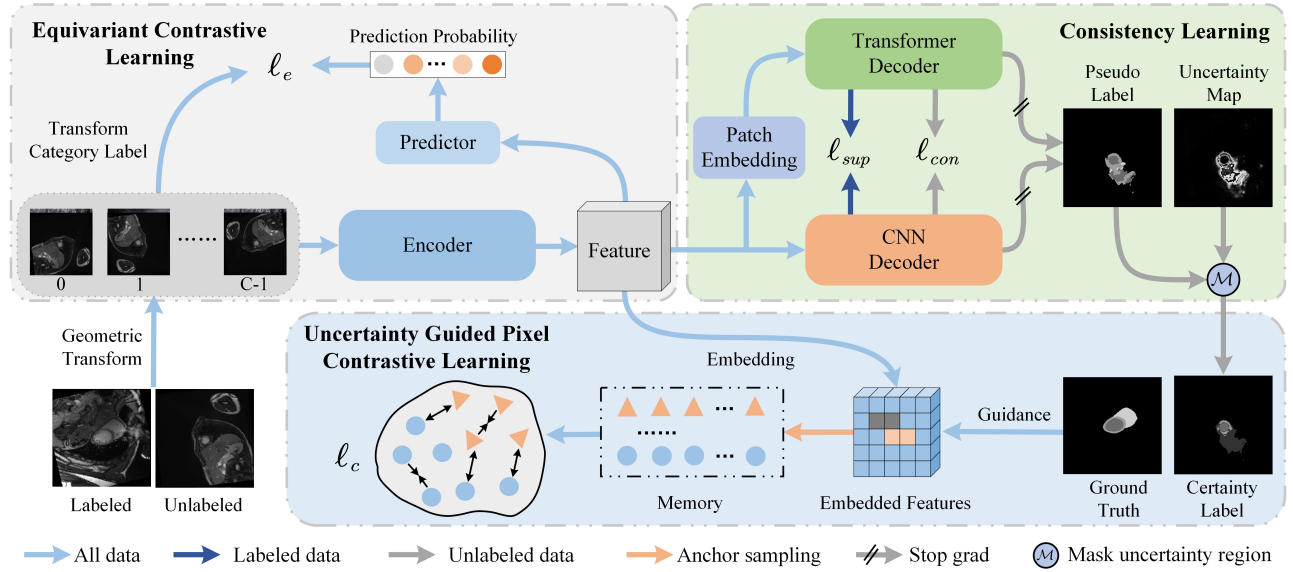 Equivariant Contrastive
Learning
ℓe
Prediction Probability
Transform
Category Label
Predictor
0
1
......
C-1
Encoder
Feature
Geometric
Transform
Labeled
Unlabeled
Consistency Learning
Transformer
Decoder
Patch
Embedding
ℓsup
ℓcon
CNN
Decoder
Pseudo
Label
Uncertainty
Map
M
Uncertainty Guided Pixel
Contrastive Learning
Embedding
ℓc
...
......
...
Memory
Embedded Features
Guidance
Ground
Truth
Certainty
Label
All data
Labeled data
Unlabeled data
Anchor sampling
Stop grad
M Mask uncertainty region